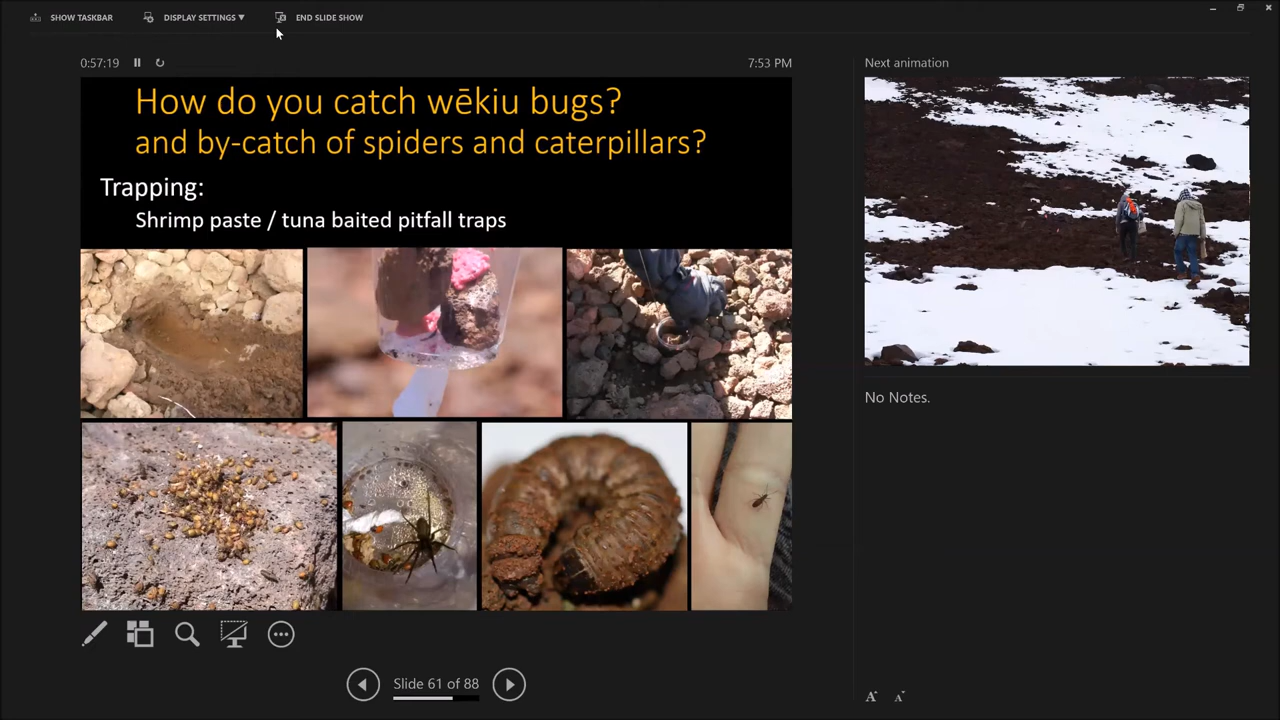 SHOW TASKBAR
DISPLAY SETTINGS ▼
END SLIDE SHOW
0:57:19
7:53 PM
How do you catch wēkiu bugs?
and by-catch of spiders and caterpillars?
Trapping:
Shrimp paste / tuna baited pitfall traps
Next animation
No Notes.
Slide 61 of 88
A A